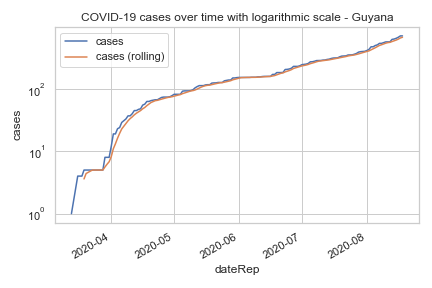 COVID-19 cases over time with logarithmic scale - Guyana
cases
cases (rolling)
10²
10¹
10⁰
cases
2020-04
2020-05
2020-06
2020-07
2020-08
dateRep